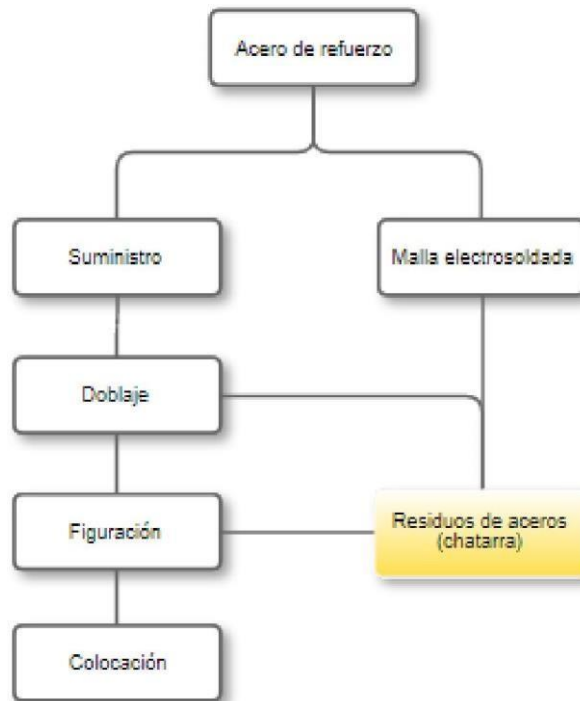 Acero de refuerzo
Suministro
Malla electrosoldada
Doblaje
Figuración
Residuos de aceros
(chatarra)
Colocación